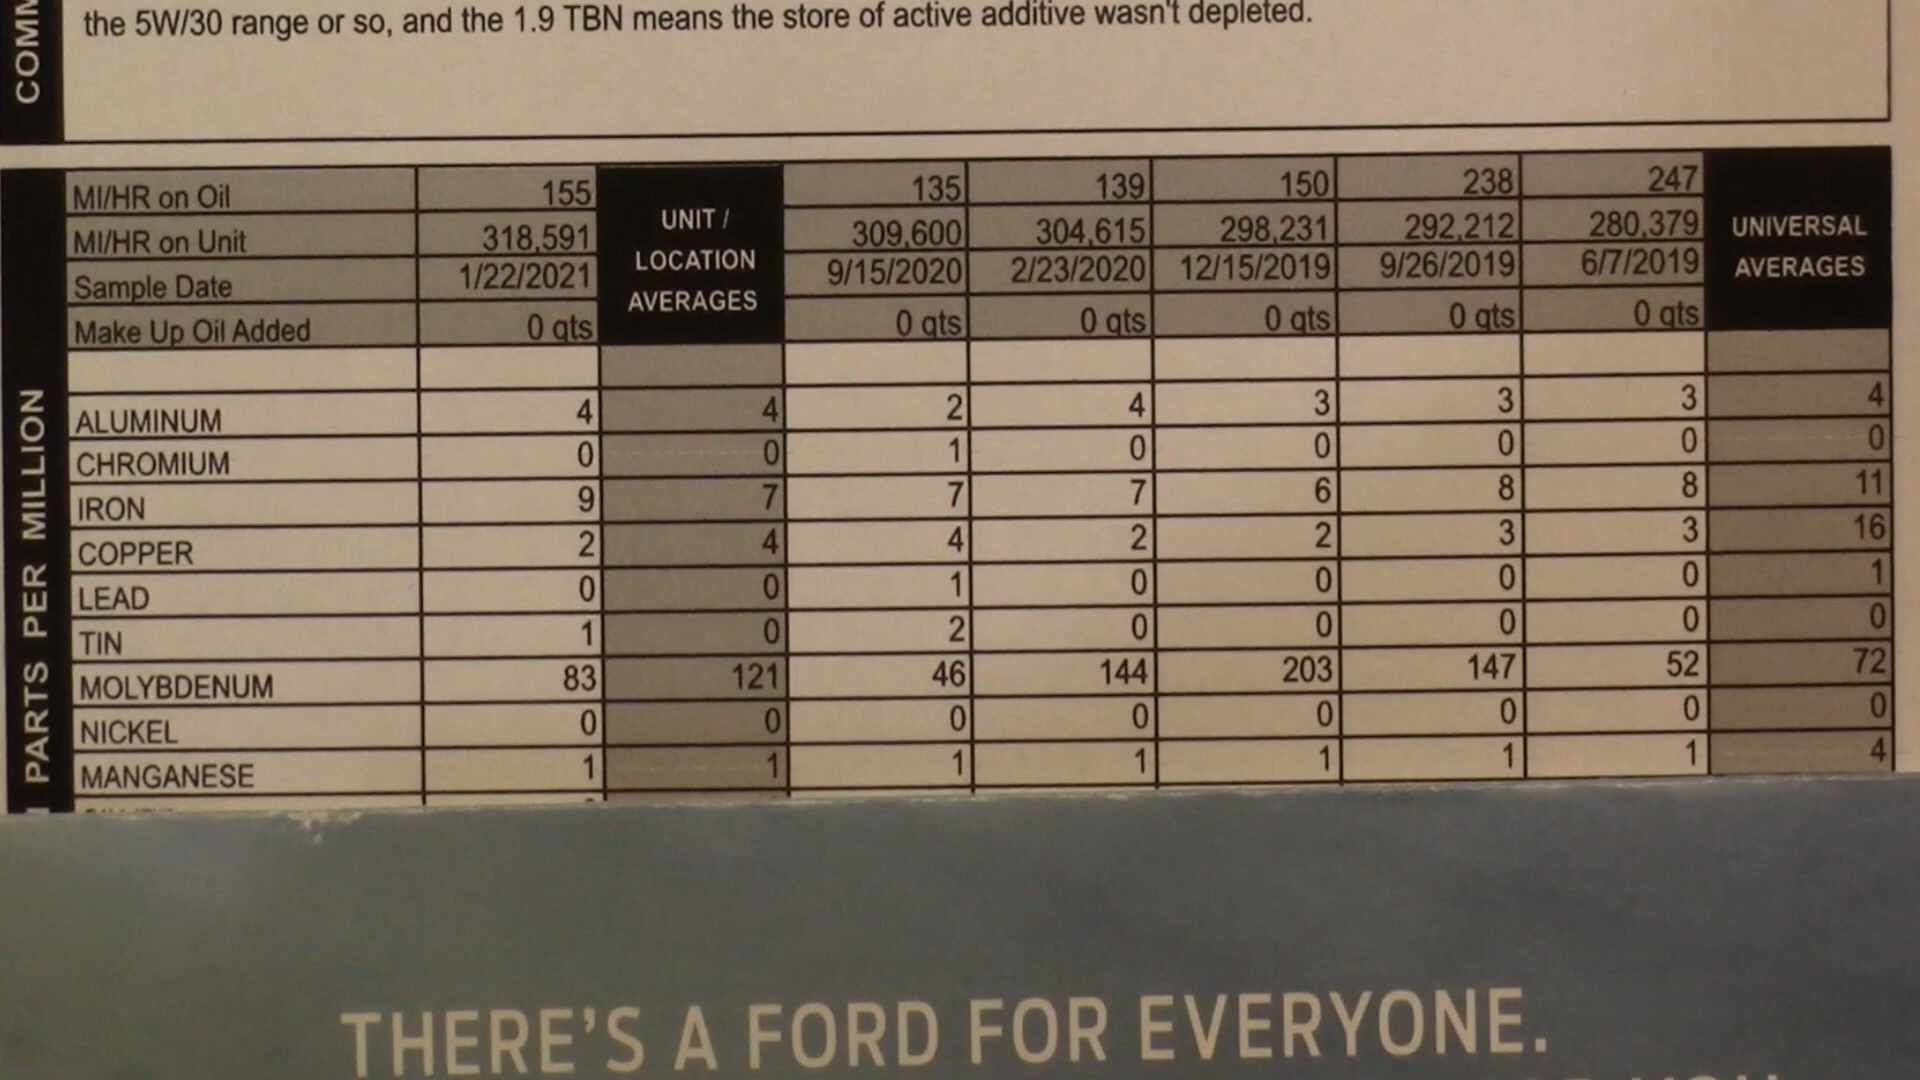 COMM
the 5W/30 range or so, and the 1.9 TBN means the store of active additive wasn't depleted.
PARTS PER MILLION
MI/HR on Oil 155 UNIT / LOCATION AVERAGES 135 139 150 238 247 UNIVERSAL AVERAGES
MI/HR on Unit 318,591 309,600 304,615 298,231 292,212 280,379
Sample Date 1/22/2021 9/15/2020 2/23/2020 12/15/2019 9/26/2019 6/7/2019
Make Up Oil Added 0 qts 0 qts 0 qts 0 qts 0 qts 0 qts
ALUMINUM 4 4 2 4 3 3 3 4
CHROMIUM 0 0 1 0 0 0 0 0
IRON 9 7 7 7 6 8 8 11
COPPER 2 4 4 2 2 3 3 16
LEAD 0 0 1 0 0 0 0 1
TIN 1 0 2 0 0 0 0 0
MOLYBDENUM 83 121 46 144 203 147 52 72
NICKEL 0 0 0 0 0 0 0 0
MANGANESE 1 1 1 1 1 1 1 4
THERE'S A FORD FOR EVERYONE.